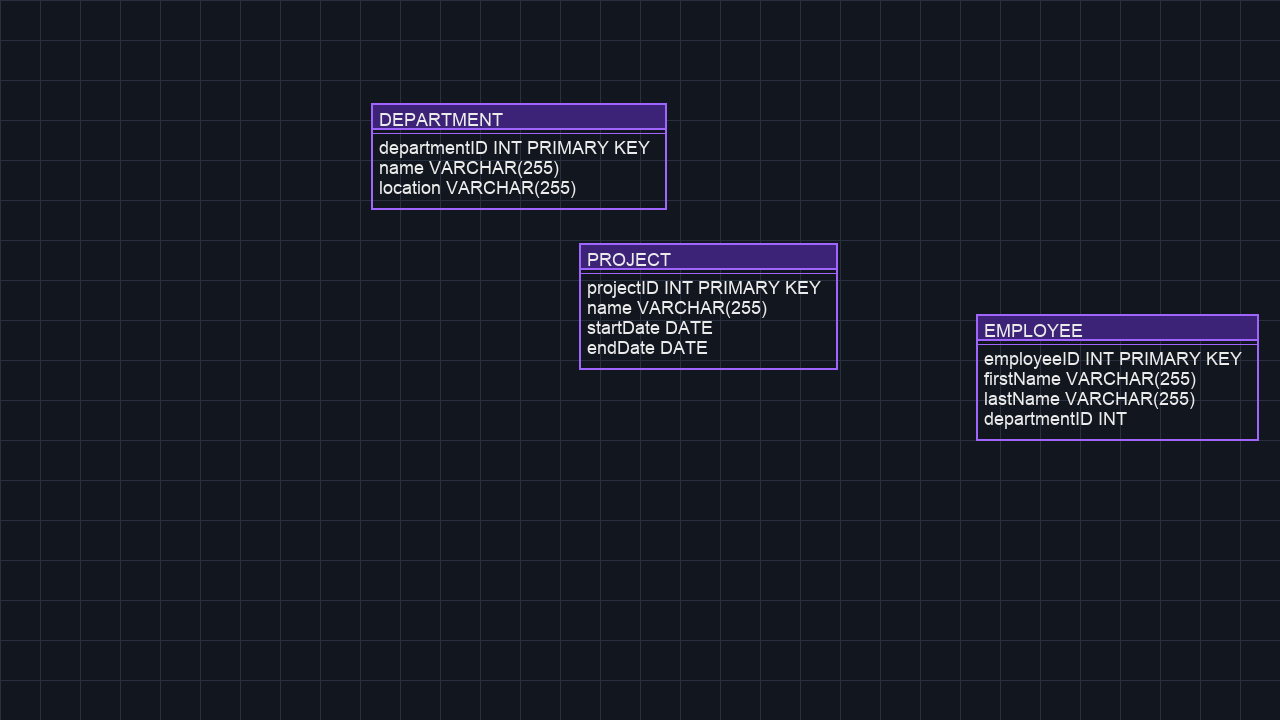 DEPARTMENT
departmentID INT PRIMARY KEY
name VARCHAR(255)
location VARCHAR(255)
PROJECT
projectID INT PRIMARY KEY
name VARCHAR(255)
startDate DATE
endDate DATE
EMPLOYEE
employeeID INT PRIMARY KEY
firstName VARCHAR(255)
lastName VARCHAR(255)
departmentID INT